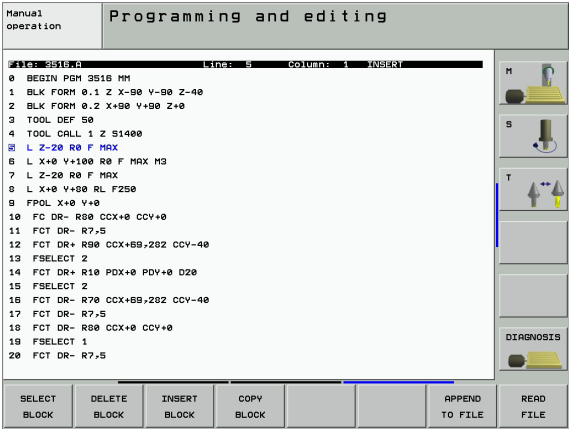 Manual operation
Programming and editing
File: 3516.A Line: 5 Column: 1 INSERT
0 BEGIN PGM 3516 MM
1 BLK FORM 0.1 Z X-90 Y-90 Z-40
2 BLK FORM 0.2 X+90 Y+90 Z+0
3 TOOL DEF 50
4 TOOL CALL 1 Z S1400
5 L Z-20 R0 F MAX
6 L X+0 Y+100 R0 F MAX M3
7 L Z-20 R0 F MAX
8 L X+0 Y+80 RL F250
9 FPOL X+0 Y+0
10 FC DR- R80 CCX+0 CCY+0
11 FCT DR- R7,5
12 FCT DR+ R90 CCX+69,282 CCY-40
13 FSELECT 2
14 FCT DR+ R10 PDX+0 PDY+0 D20
15 FSELECT 2
16 FCT DR- R70 CCX+69,282 CCY-40
17 FCT DR- R7,5
18 FCT DR- R80 CCX+0 CCY+0
19 FSELECT 1
20 FCT DR- R7,5
M
S
T
DIAGNOSIS
SELECT BLOCK
DELETE BLOCK
INSERT BLOCK
COPY BLOCK
APPEND TO FILE
READ FILE